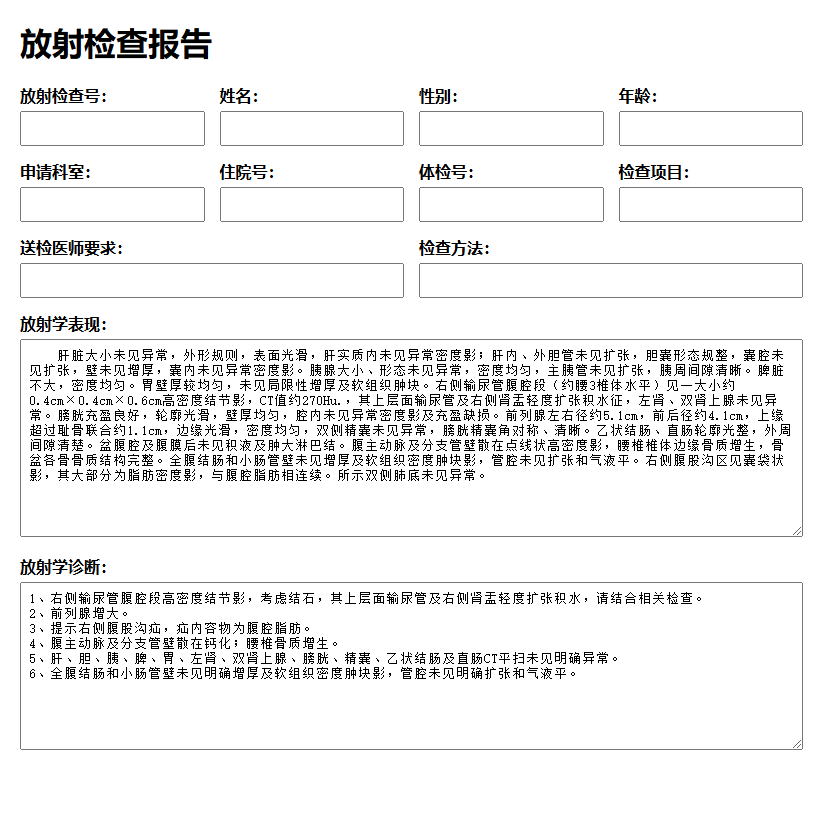 放射检查报告
放射检查号: 姓名: 性别: 年龄:
申请科室: 住院号: 体检号: 检查项目:
送检医师要求: 检查方法:
放射学表现:
肝脏大小未见异常，外形规则，表面光滑，肝实质内未见异常密度影；肝内、外胆管未见扩张，胆囊形态规整，囊腔未
见扩张，壁未见增厚，囊内未见异常密度影。胰腺大小、形态未见异常，密度均匀，主胰管未见扩张，胰周间隙清晰。脾脏
不大，密度均匀。胃壁厚较均匀，未见局限性增厚及软组织肿块。右侧输尿管腹腔段（约腰3椎体水平）见一大小约
0.4cm×0.4cm×0.6cm高密度结节影，CT值约270Hu.，其上层面输尿管及右侧肾盂轻度扩张积水征，左肾、双肾上腺未见异
常。膀胱充盈良好，轮廓光滑，壁厚均匀，腔内未见异常密度影及充盈缺损。前列腺左右径约5.1cm，前后径约4.1cm，上缘
超过耻骨联合约1.1cm，边缘光滑，密度均匀，双侧精囊未见异常，膀胱精囊角对称、清晰。乙状结肠、直肠轮廓光整，外周
间隙清楚。盆腹腔及腹膜后未见积液及肿大淋巴结。腹主动脉及分支管壁散在点线状高密度影，腰椎椎体边缘骨质增生，骨
盆各骨骨质结构完整。全腹结肠和小肠管壁未见增厚及软组织密度肿块影，管腔未见扩张和气液平。右侧腹股沟区见囊袋状
影，其大部分为脂肪密度影，与腹腔脂肪相连续。所示双侧肺底未见异常。
放射学诊断:
1、右侧输尿管腹腔段高密度结节影，考虑结石，其上层面输尿管及右侧肾盂轻度扩张积水，请结合相关检查。
2、前列腺增大。
3、提示右侧腹股沟疝，疝内容物为腹腔脂肪。
4、腹主动脉及分支管壁散在钙化；腰椎骨质增生。
5、肝、胆、胰、脾、胃、左肾、双肾上腺、膀胱、精囊、乙状结肠及直肠CT平扫未见明确异常。
6、全腹结肠和小肠管壁未见明确增厚及软组织密度肿块影，管腔未见明确扩张和气液平。